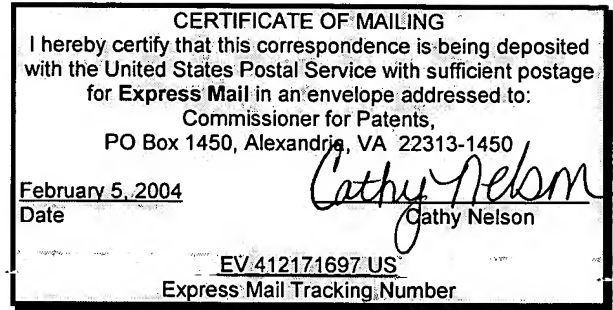 CERTIFICATE OF MAILING
I hereby certify that this correspondence is being deposited
with the United States Postal Service with sufficient postage
for Express Mail in an envelope addressed to:
Commissioner for Patents,
PO Box 1450, Alexandria, VA 22313-1450
February 5, 2004 Cathy Nelson
Date Cathy Nelson
EV 412171697 US
Express Mail Tracking Number